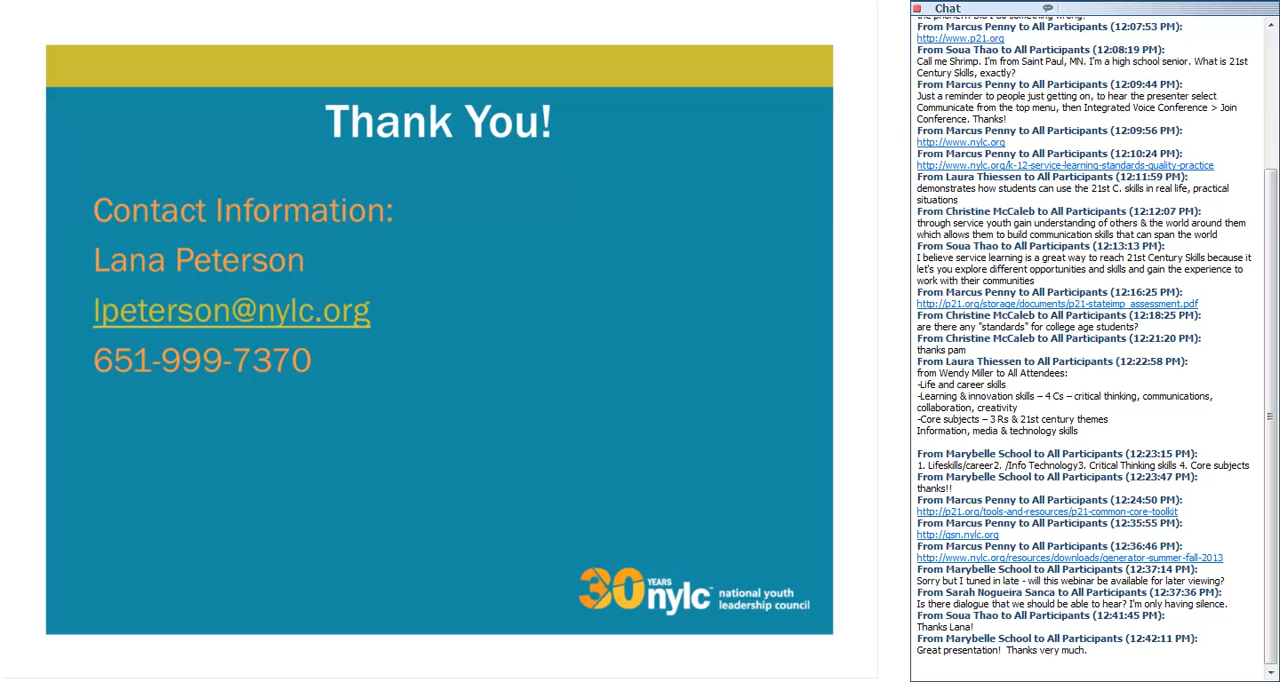 Thank You!
Contact Information:
Lana Peterson
lpeterson@nylc.org
651-999-7370
30 YEARS nylc national youth
leadership council
Chat
From Marcus Penny to All Participants (12:07:53 PM):
http://www.p21.org
From Soua Thao to All Participants (12:08:19 PM):
Call me Shrimp. I'm from Saint Paul, MN. I'm a high school senior. What is 21st
Century Skills, exactly?
From Marcus Penny to All Participants (12:09:44 PM):
Just a reminder to people just getting on, to hear the presenter select
Communicate from the top menu, then Integrated Voice Conference > Join
Conference. Thanks!
From Marcus Penny to All Participants (12:09:56 PM):
http://www.nylc.org
From Marcus Penny to All Participants (12:10:24 PM):
http://www.nylc.org/k-12-service-learning-standards-quality-practice
From Laura Thiessen to All Participants (12:11:59 PM):
demonstrates how students can use the 21st C. skills in real life, practical
situations
From Christine McCaleb to All Participants (12:12:07 PM):
through service youth gain understanding of others & the world around them
which allows them to build communication skills that can span the world
From Soua Thao to All Participants (12:13:13 PM):
I believe service learning is a great way to reach 21st Century Skills because it
let's you explore different opportunities and skills and gain the experience to
work with their communities
From Marcus Penny to All Participants (12:16:25 PM):
http://p21.org/storage/documents/p21-stateimp_assessment.pdf
From Christine McCaleb to All Participants (12:18:25 PM):
are there any "standards" for college age students?
From Christine McCaleb to All Participants (12:21:20 PM):
thanks pam
From Laura Thiessen to All Participants (12:22:58 PM):
from Wendy Miller to All Attendees:
-Life and career skills
-Learning & innovation skills – 4 Cs – critical thinking, communications,
collaboration, creativity
-Core subjects – 3 Rs & 21st century themes
Information, media & technology skills
From Marybelle School to All Participants (12:23:15 PM):
1. Lifeskills/career2. /Info Technology3. Critical Thinking skills 4. Core subjects
From Marybelle School to All Participants (12:23:47 PM):
thanks!!
From Marcus Penny to All Participants (12:24:50 PM):
http://p21.org/tools-and-resources/p21-common-core-toolkit
From Marcus Penny to All Participants (12:35:55 PM):
http://gsn.nylc.org
From Marcus Penny to All Participants (12:36:46 PM):
http://www.nylc.org/resources/downloads/generator-summer-fall-2013
From Marybelle School to All Participants (12:37:14 PM):
Sorry but I tuned in late - will this webinar be available for later viewing?
From Sarah Nogueira Sanca to All Participants (12:37:36 PM):
Is there dialogue that we should be able to hear? I'm only having silence.
From Soua Thao to All Participants (12:41:45 PM):
Thanks Lana!
From Marybelle School to All Participants (12:42:11 PM):
Great presentation! Thanks very much.